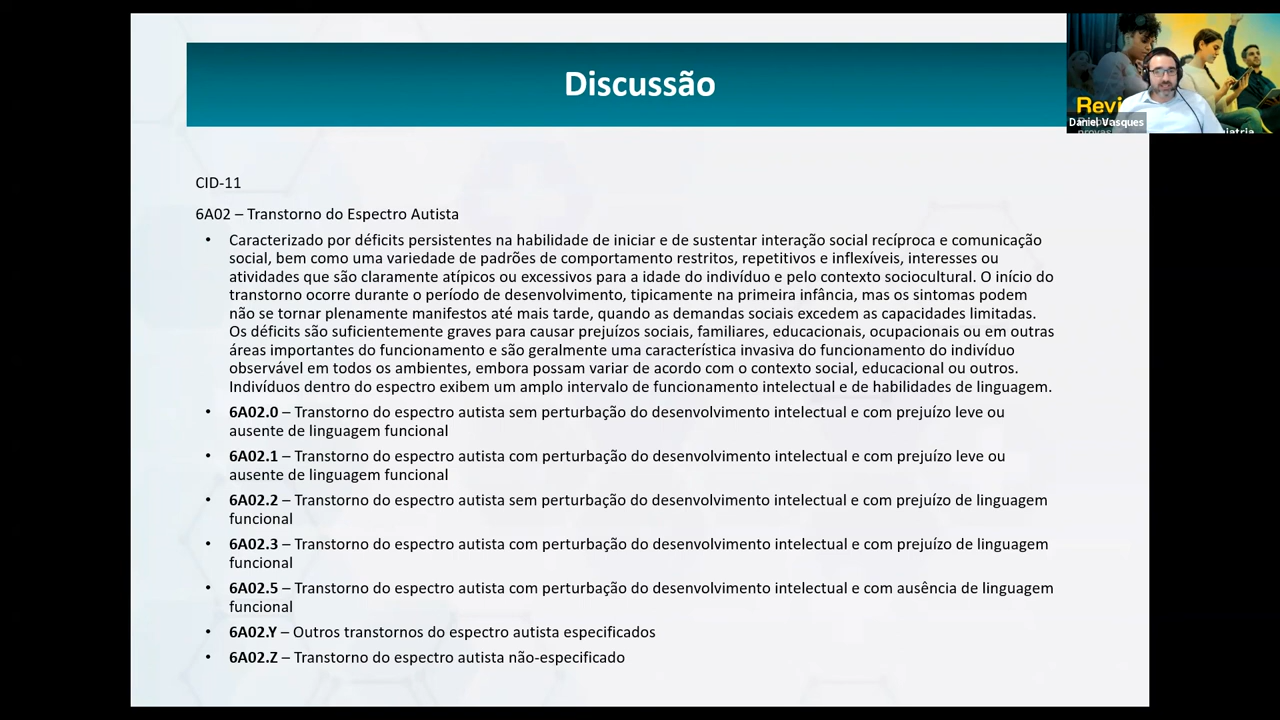 Discussão
Revi
Daniel Vasques
provas
iatria
CID-11
6A02 – Transtorno do Espectro Autista
• Caracterizado por déficits persistentes na habilidade de iniciar e de sustentar interação social recíproca e comunicação
social, bem como uma variedade de padrões de comportamento restritos, repetitivos e inflexíveis, interesses ou
atividades que são claramente atípicos ou excessivos para a idade do indivíduo e pelo contexto sociocultural. O início do
transtorno ocorre durante o período de desenvolvimento, tipicamente na primeira infância, mas os sintomas podem
não se tornar plenamente manifestos até mais tarde, quando as demandas sociais excedem as capacidades limitadas.
Os déficits são suficientemente graves para causar prejuízos sociais, familiares, educacionais, ocupacionais ou em outras
áreas importantes do funcionamento e são geralmente uma característica invasiva do funcionamento do indivíduo
observável em todos os ambientes, embora possam variar de acordo com o contexto social, educacional ou outros.
Indivíduos dentro do espectro exibem um amplo intervalo de funcionamento intelectual e de habilidades de linguagem.
• 6A02.0 – Transtorno do espectro autista sem perturbação do desenvolvimento intelectual e com prejuízo leve ou
ausente de linguagem funcional
• 6A02.1 – Transtorno do espectro autista com perturbação do desenvolvimento intelectual e com prejuízo leve ou
ausente de linguagem funcional
• 6A02.2 – Transtorno do espectro autista sem perturbação do desenvolvimento intelectual e com prejuízo de linguagem
funcional
• 6A02.3 – Transtorno do espectro autista com perturbação do desenvolvimento intelectual e com prejuízo de linguagem
funcional
• 6A02.5 – Transtorno do espectro autista com perturbação do desenvolvimento intelectual e com ausência de linguagem
funcional
• 6A02.Y – Outros transtornos do espectro autista especificados
• 6A02.Z – Transtorno do espectro autista não-especificado